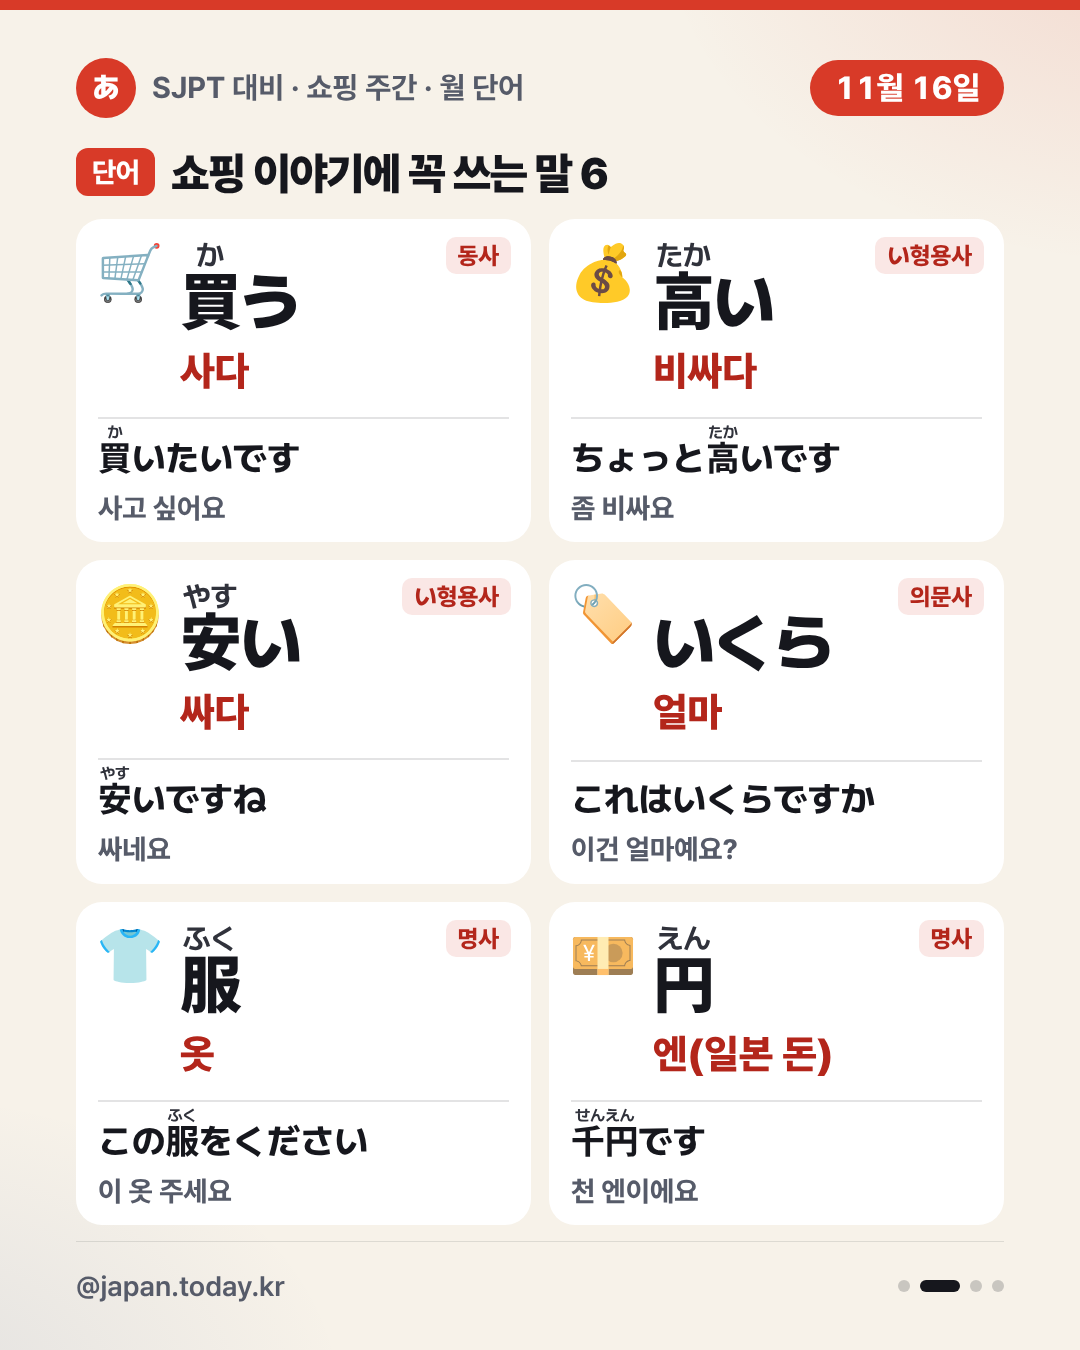 あ SJPT 대비 · 쇼핑 주간 · 월 단어
11월 16일
단어 쇼핑 이야기에 꼭 쓰는 말 6
か
買う
동사
사다
か
買いたいです
사고 싶어요
たか
高い
い형용사
비싸다
たか
ちょっと高いです
좀 비싸요
やす
安い
い형용사
싸다
やす
安いですね
싸네요
いくら
의문사
얼마
これはいくらですか
이건 얼마예요?
ふく
服
명사
옷
ふく
この服をください
이 옷 주세요
えん
円
명사
엔(일본 돈)
せんえん
千円です
천 엔이에요
@japan.today.kr